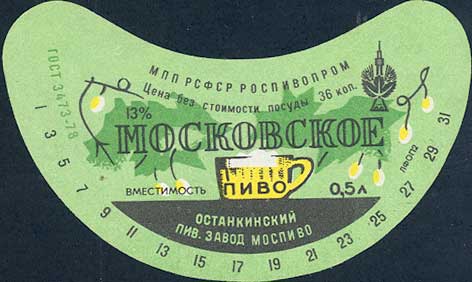 МПП РСФСР РОСПИВОПРОМ
Цена без стоимости посуды 36 коп.
ГОСТ 3473-78
13%
МОСКОВСКОЕ
ПИВО
ВМЕСТИМОСТЬ 0,5 л
ОСТАНКИНСКИЙ
ПИВ. ЗАВОД МОСПИВО
ЛФОП2
1 3 5 7 9 11 13 15 17 19 21 23 25 27 29 31